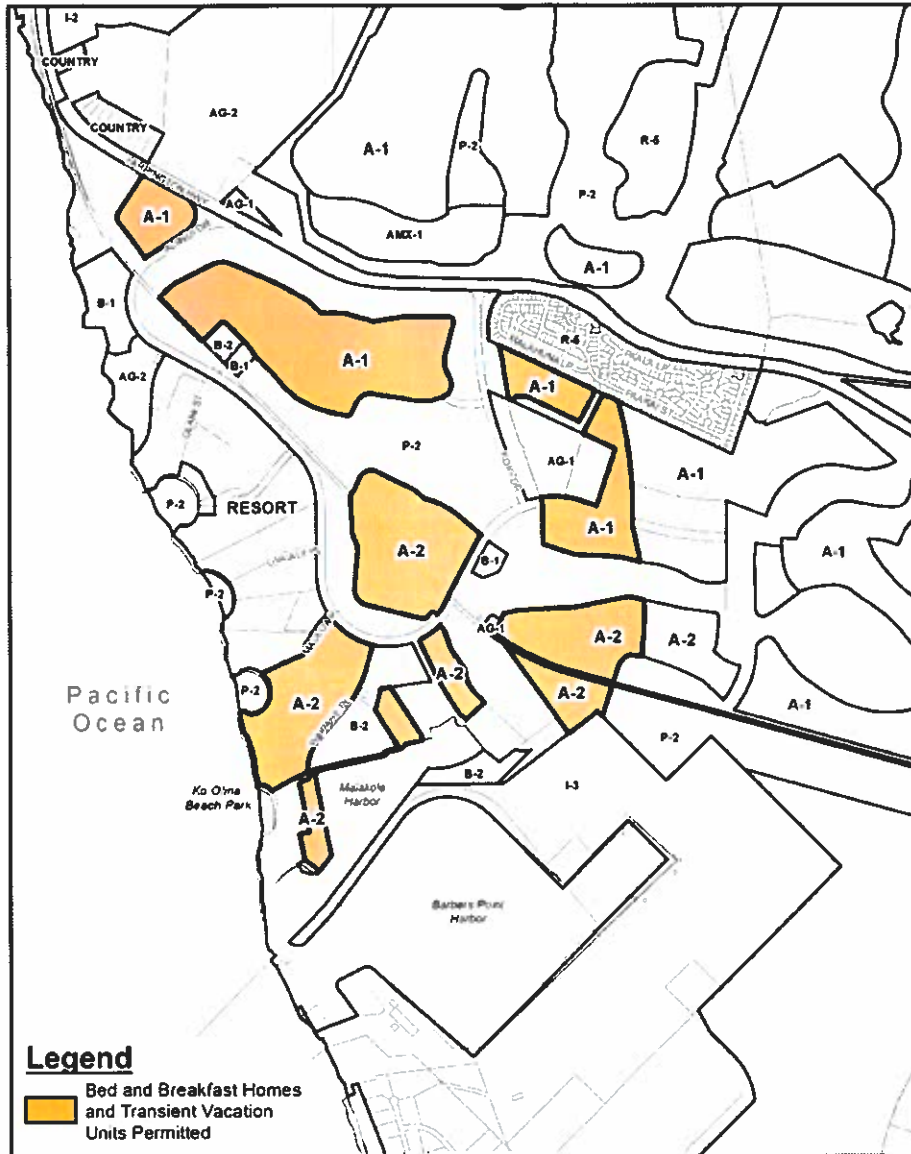 I-2
COUNTRY
COUNTRY
AG-2
A-1
P-2
R-5
P-2
FARRINGTON HWY
A-1
AG-1
AMX-1
A-1
B-1
B-2
B-1
A-1
R-5
AG-2
A-1
P-2
AG-1
A-1
A-1
P-2
RESORT
A-2
B-1
A-1
P-2
AG-1
A-2
A-2
A-2
P-2
A-2
B-2
A-2
A-1
P-2
Pacific
Ocean
B-2
I-3
Ko Olina
Beach Park
A-2
Malakole
Harbor
Barbers Point
Harbor
Legend
Bed and Breakfast Homes
and Transient Vacation
Units Permitted